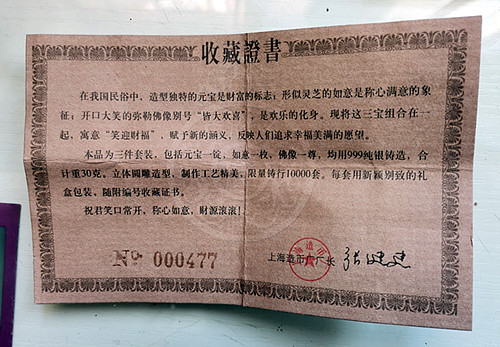 收藏證書
在我国民俗中，造型独特的元宝是财富的标志；形似灵芝的如意是称心满意的象
征；开口大笑的弥勒佛像别号“皆大欢喜”，是欢乐的化身。现将这三宝组合在一
起，寓意“笑迎财福”，赋予新的涵义，反映人们追求幸福美满的愿望。
本品为三件套装，包括元宝一锭，如意一枚，佛像一尊，均用999纯银铸造，合
计重30克。立体圆雕造型，制作工艺精美，限量铸行10000套。每套用新颖别致的礼
盒包装，随附编号收藏证书。
祝君笑口常开，称心如意，财源滚滚！
No 000477
上海造币厂厂长